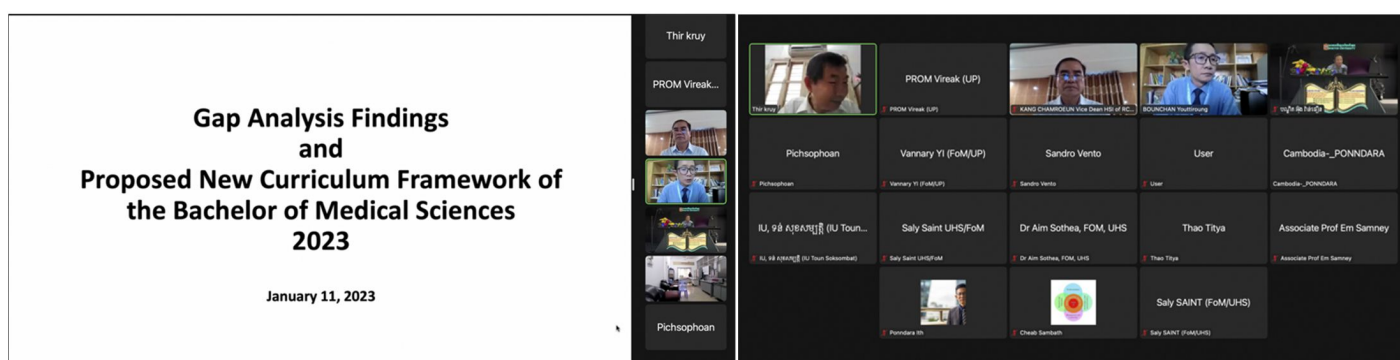 Gap Analysis Findings
and
Proposed New Curriculum Framework of
the Bachelor of Medical Sciences
2023
January 11, 2023
Thir kruy
PROM Vireak...
Pichsophoan
Thir kruy
PROM Vireak (UP)
PROM Vireak (UP)
KANG CHAMROEUN Vice Dean HSI of RC...
BOUNCHAN Youttiroung
Pichsophoan
Pichsophoan
Vannary YI (FoM/UP)
Vannary YI (FoM/UP)
Sandro Vento
Sandro Vento
User
User
Cambodia-_PONNDARA
Cambodia-_PONNDARA
IU, ទន់ សុខសម្បត្តិ (IU Toun...
IU, ទន់ សុខសម្បត្តិ (IU Toun Soksombat)
Saly Saint UHS/FoM
Saly Saint UHS/FoM
Dr Aim Sothea, FOM, UHS
Dr Aim Sothea, FOM, UHS
Thao Titya
Thao Titya
Associate Prof Em Samney
Associate Prof Em Samney
Ponndara Ith
Cheab Sambath
Saly SAINT (FoM/UHS)
Saly SAINT (FoM/UHS)